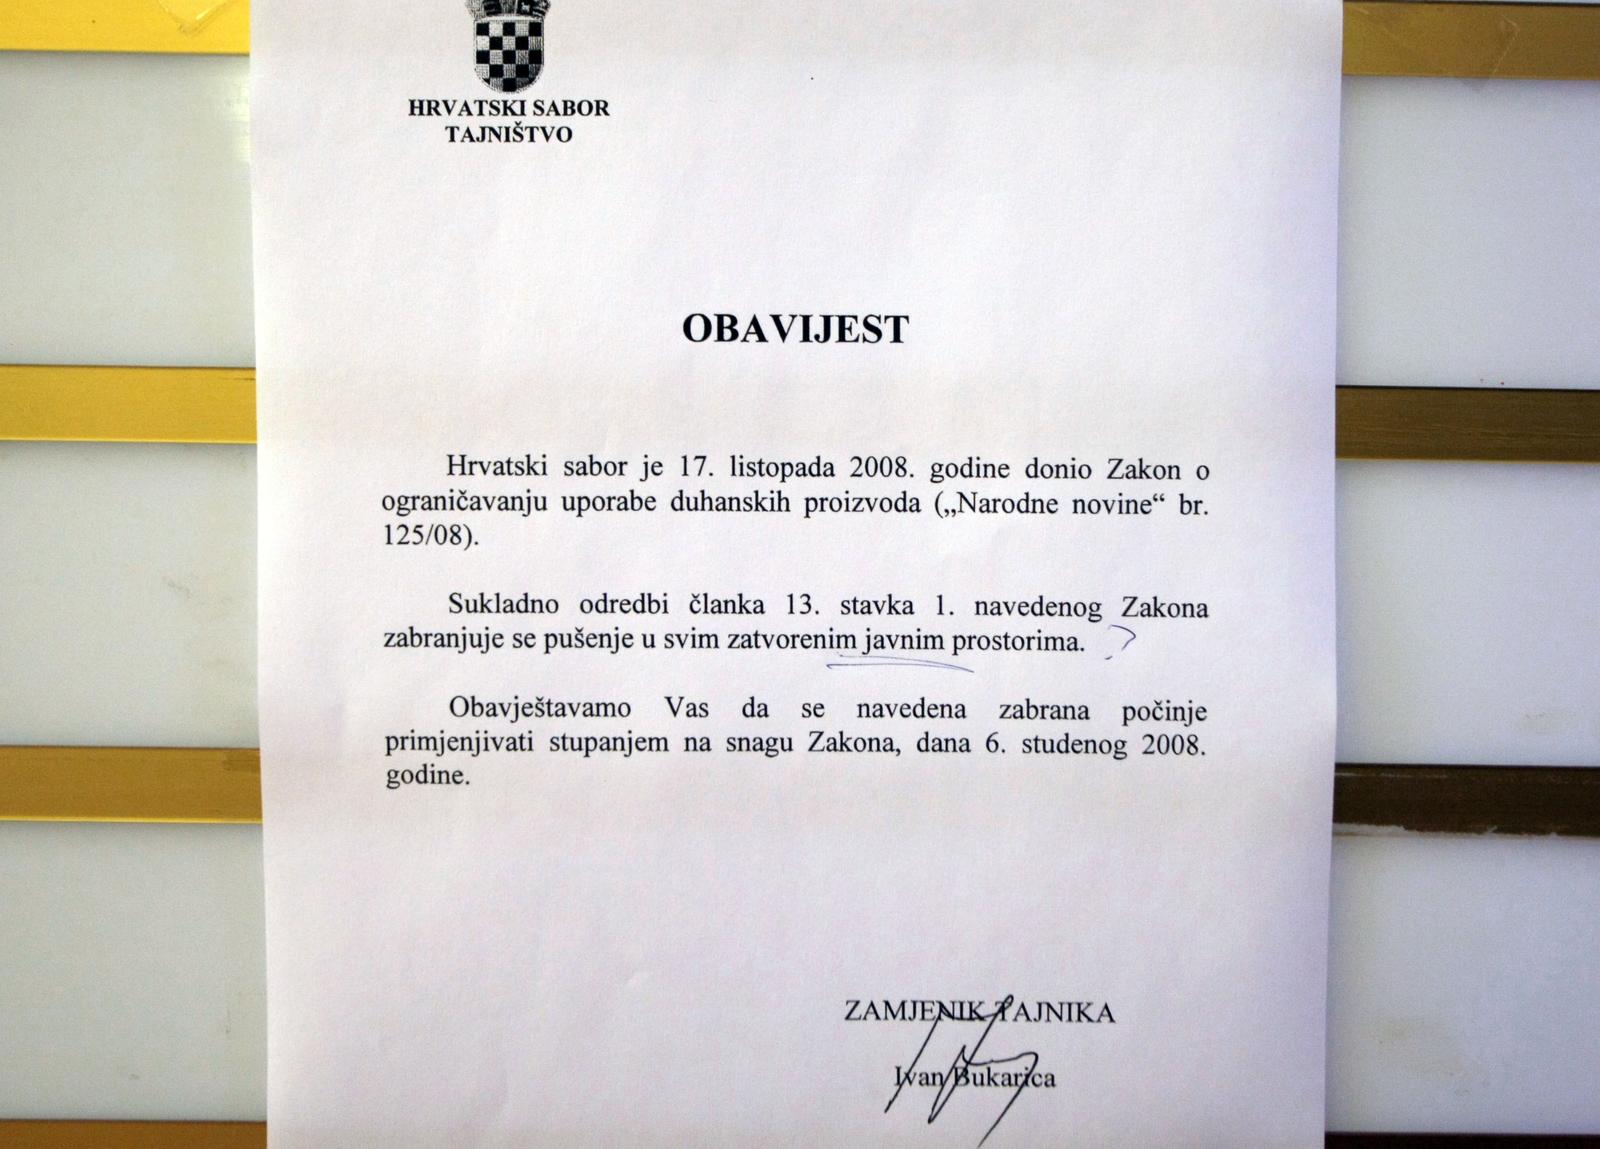 HRVATSKI SABOR
TAJNIŠTVO
OBAVIJEST
Hrvatski sabor je 17. listopada 2008. godine donio Zakon o
ograničavanju uporabe duhanskih proizvoda („Narodne novine“ br.
125/08).
Sukladno odredbi članka 13. stavka 1. navedenog Zakona
zabranjuje se pušenje u svim zatvorenim javnim prostorima. ?
Obavještavamo Vas da se navedena zabrana počinje
primjenjivati stupanjem na snagu Zakona, dana 6. studenog 2008.
godine.
ZAMJENIK TAJNIKA
Ivan Bukarica